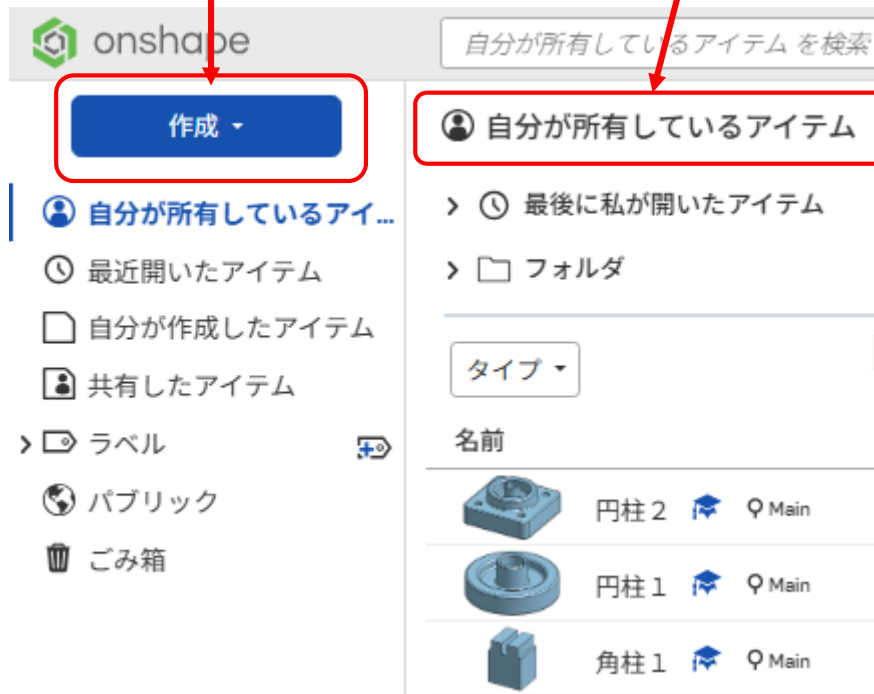 onshape
自分が所有しているアイテム を検索
作成
自分が所有しているアイ...
最近開いたアイテム
自分が作成したアイテム
共有したアイテム
ラベル
パブリック
ごみ箱
自分が所有しているアイテム
最後に私が開いたアイテム
フォルダ
タイプ
名前
円柱２ Main
円柱１ Main
角柱１ Main